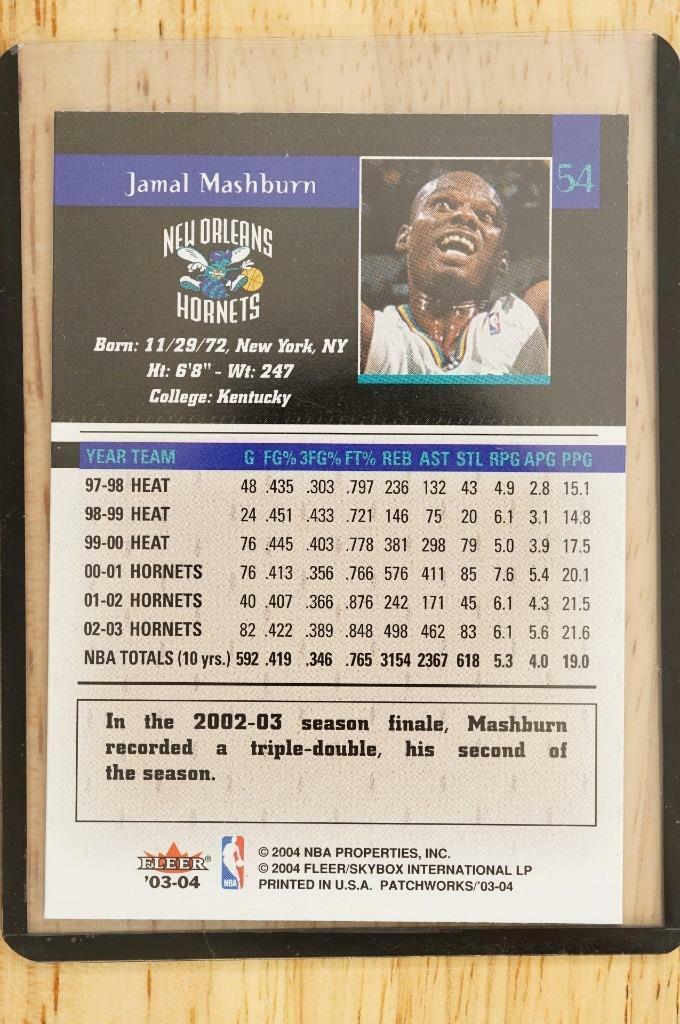 Jamal Mashburn
54
NEW ORLEANS
HORNETS
Born: 11/29/72, New York, NY
Ht: 6'8" - Wt: 247
College: Kentucky
YEAR TEAM G FG% 3FG% FT% REB AST STL RPG APG PPG
97-98 HEAT 48 .435 .303 .797 236 132 43 4.9 2.8 15.1
98-99 HEAT 24 .451 .433 .721 146 75 20 6.1 3.1 14.8
99-00 HEAT 76 .445 .403 .778 381 298 79 5.0 3.9 17.5
00-01 HORNETS 76 .413 .356 .766 576 411 85 7.6 5.4 20.1
01-02 HORNETS 40 .407 .366 .876 242 171 45 6.1 4.3 21.5
02-03 HORNETS 82 .422 .389 .848 498 462 83 6.1 5.6 21.6
NBA TOTALS (10 yrs.) 592 .419 .346 .765 3154 2367 618 5.3 4.0 19.0
In the 2002-03 season finale, Mashburn
recorded a triple-double, his second of
the season.
FLEER®
'03-04
NBA
© 2004 NBA PROPERTIES, INC.
© 2004 FLEER/SKYBOX INTERNATIONAL LP
PRINTED IN U.S.A. PATCHWORKS/'03-04